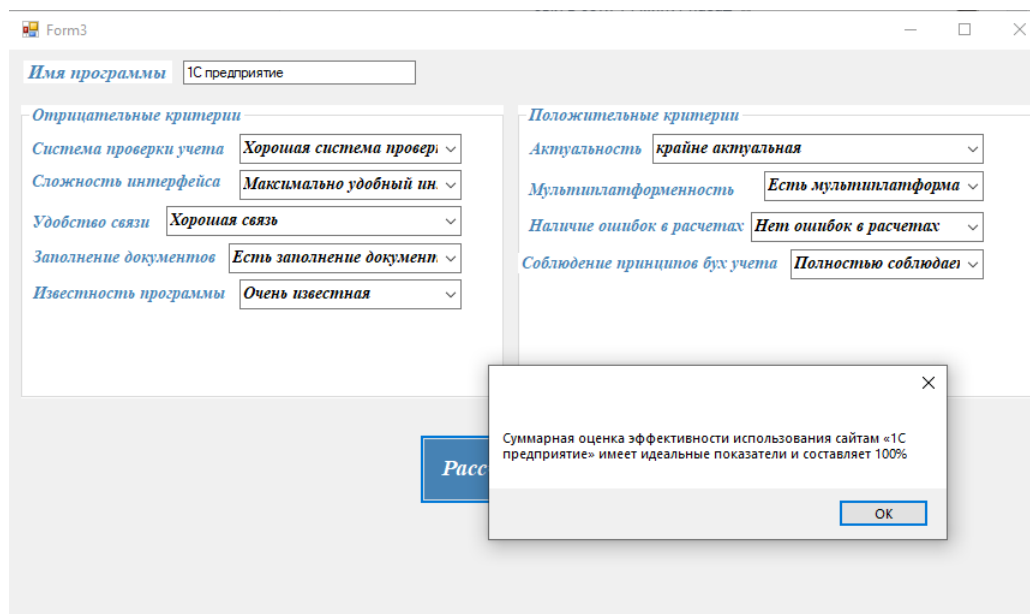 Form3
Имя программы 1С предприятие
Отрицательные критерии
Система проверки учета Хорошая система провер
Сложность интерфейса Максимально удобный ин
Удобство связи Хорошая связь
Заполнение документов Есть заполнение документ
Известность программы Очень известная
Положительные критерии
Актуальность крайне актуальная
Мультиплатформенность Есть мультиплатформа
Наличие ошибок в расчетах Нет ошибок в расчетах
Соблюдение принципов бух учета Полностью соблюдает
Расс
Суммарная оценка эффективности использования сайтам «1С
предприятие» имеет идеальные показатели и составляет 100%
ОК